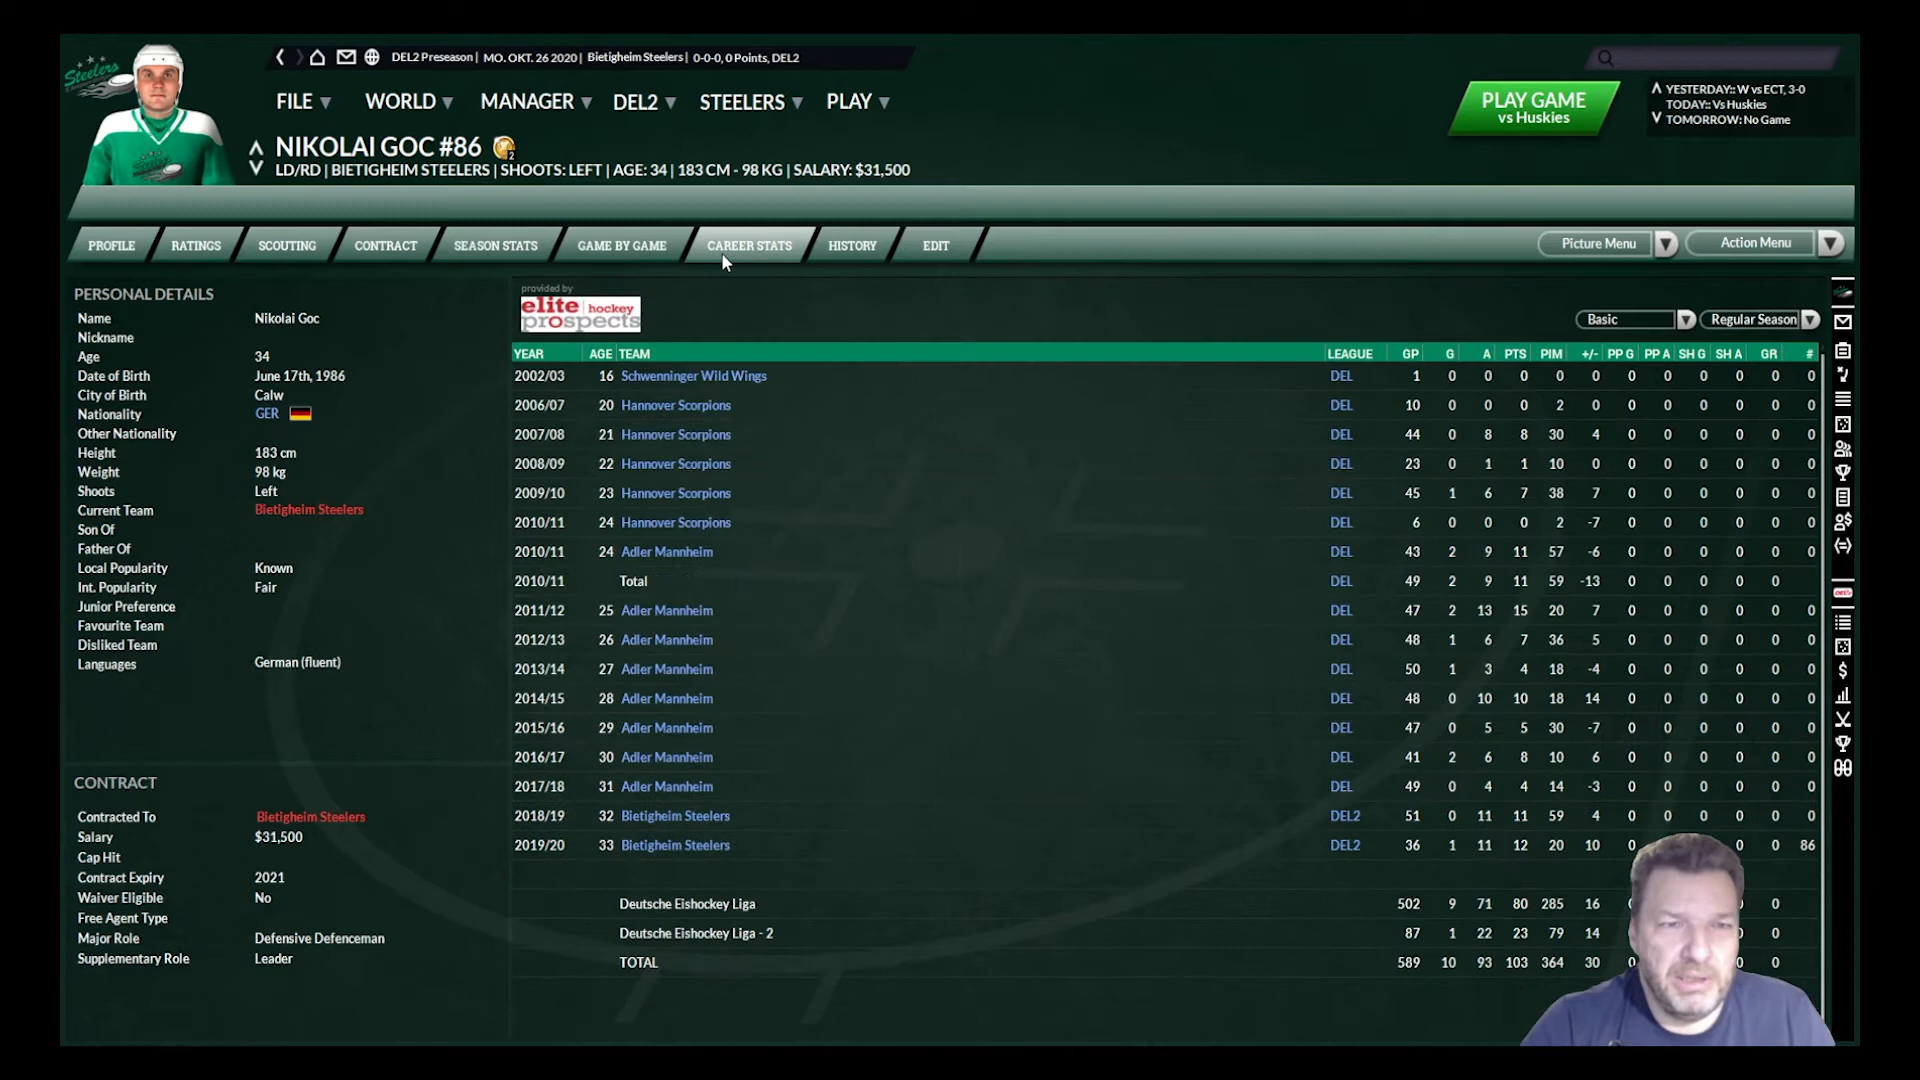 Steelers
DEL2 Preseason | MO. OKT. 26 2020 | Bietigheim Steelers | 0-0-0, 0 Points, DEL2
FILE WORLD MANAGER DEL2 STEELERS PLAY
PLAY GAME
vs Huskies
YESTERDAY:: W vs ECT, 3-0
TODAY:: Vs Huskies
TOMORROW: No Game
NIKOLAI GOC #86 2
LD/RD | BIETIGHEIM STEELERS | SHOOTS: LEFT | AGE: 34 | 183 CM - 98 KG | SALARY: $31,500
PROFILE RATINGS SCOUTING CONTRACT SEASON STATS GAME BY GAME CAREER STATS HISTORY EDIT Picture Menu Action Menu
PERSONAL DETAILS
Name Nikolai Goc
Nickname
Age 34
Date of Birth June 17th, 1986
City of Birth Calw
Nationality GER
Other Nationality
Height 183 cm
Weight 98 kg
Shoots Left
Current Team Bietigheim Steelers
Son Of
Father Of
Local Popularity Known
Int. Popularity Fair
Junior Preference
Favourite Team
Disliked Team
Languages German (fluent)
CONTRACT
Contracted To Bietigheim Steelers
Salary $31,500
Cap Hit
Contract Expiry 2021
Waiver Eligible No
Free Agent Type
Major Role Defensive Defenceman
Supplementary Role Leader
provided by
elite hockey
prospects
Basic Regular Season
YEAR AGE TEAM LEAGUE GP G A PTS PIM +/- PP G PP A SH G SH A GR #
2002/03 16 Schwenninger Wild Wings DEL 1 0 0 0 0 0 0 0 0 0 0 0
2006/07 20 Hannover Scorpions DEL 10 0 0 0 2 0 0 0 0 0 0 0
2007/08 21 Hannover Scorpions DEL 44 0 8 8 30 4 0 0 0 0 0 0
2008/09 22 Hannover Scorpions DEL 23 0 1 1 10 0 0 0 0 0 0 0
2009/10 23 Hannover Scorpions DEL 45 1 6 7 38 7 0 0 0 0 0 0
2010/11 24 Hannover Scorpions DEL 6 0 0 0 2 -7 0 0 0 0 0 0
2010/11 24 Adler Mannheim DEL 43 2 9 11 57 -6 0 0 0 0 0 0
2010/11 Total DEL 49 2 9 11 59 -13 0 0 0 0 0
2011/12 25 Adler Mannheim DEL 47 2 13 15 20 7 0 0 0 0 0 0
2012/13 26 Adler Mannheim DEL 48 1 6 7 36 5 0 0 0 0 0 0
2013/14 27 Adler Mannheim DEL 50 1 3 4 18 -4 0 0 0 0 0 0
2014/15 28 Adler Mannheim DEL 48 0 10 10 18 14 0 0 0 0 0 0
2015/16 29 Adler Mannheim DEL 47 0 5 5 30 -7 0 0 0 0 0 0
2016/17 30 Adler Mannheim DEL 41 2 6 8 10 6 0 0 0 0 0 0
2017/18 31 Adler Mannheim DEL 49 0 4 4 14 -3 0 0 0 0 0 0
2018/19 32 Bietigheim Steelers DEL2 51 0 11 11 59 4 0 0 0 0 0 0
2019/20 33 Bietigheim Steelers DEL2 36 1 11 12 20 10 0 0 0 86
Deutsche Eishockey Liga 502 9 71 80 285 16 0
Deutsche Eishockey Liga - 2 87 1 22 23 79 14 0
TOTAL 589 10 93 103 364 30 0 0